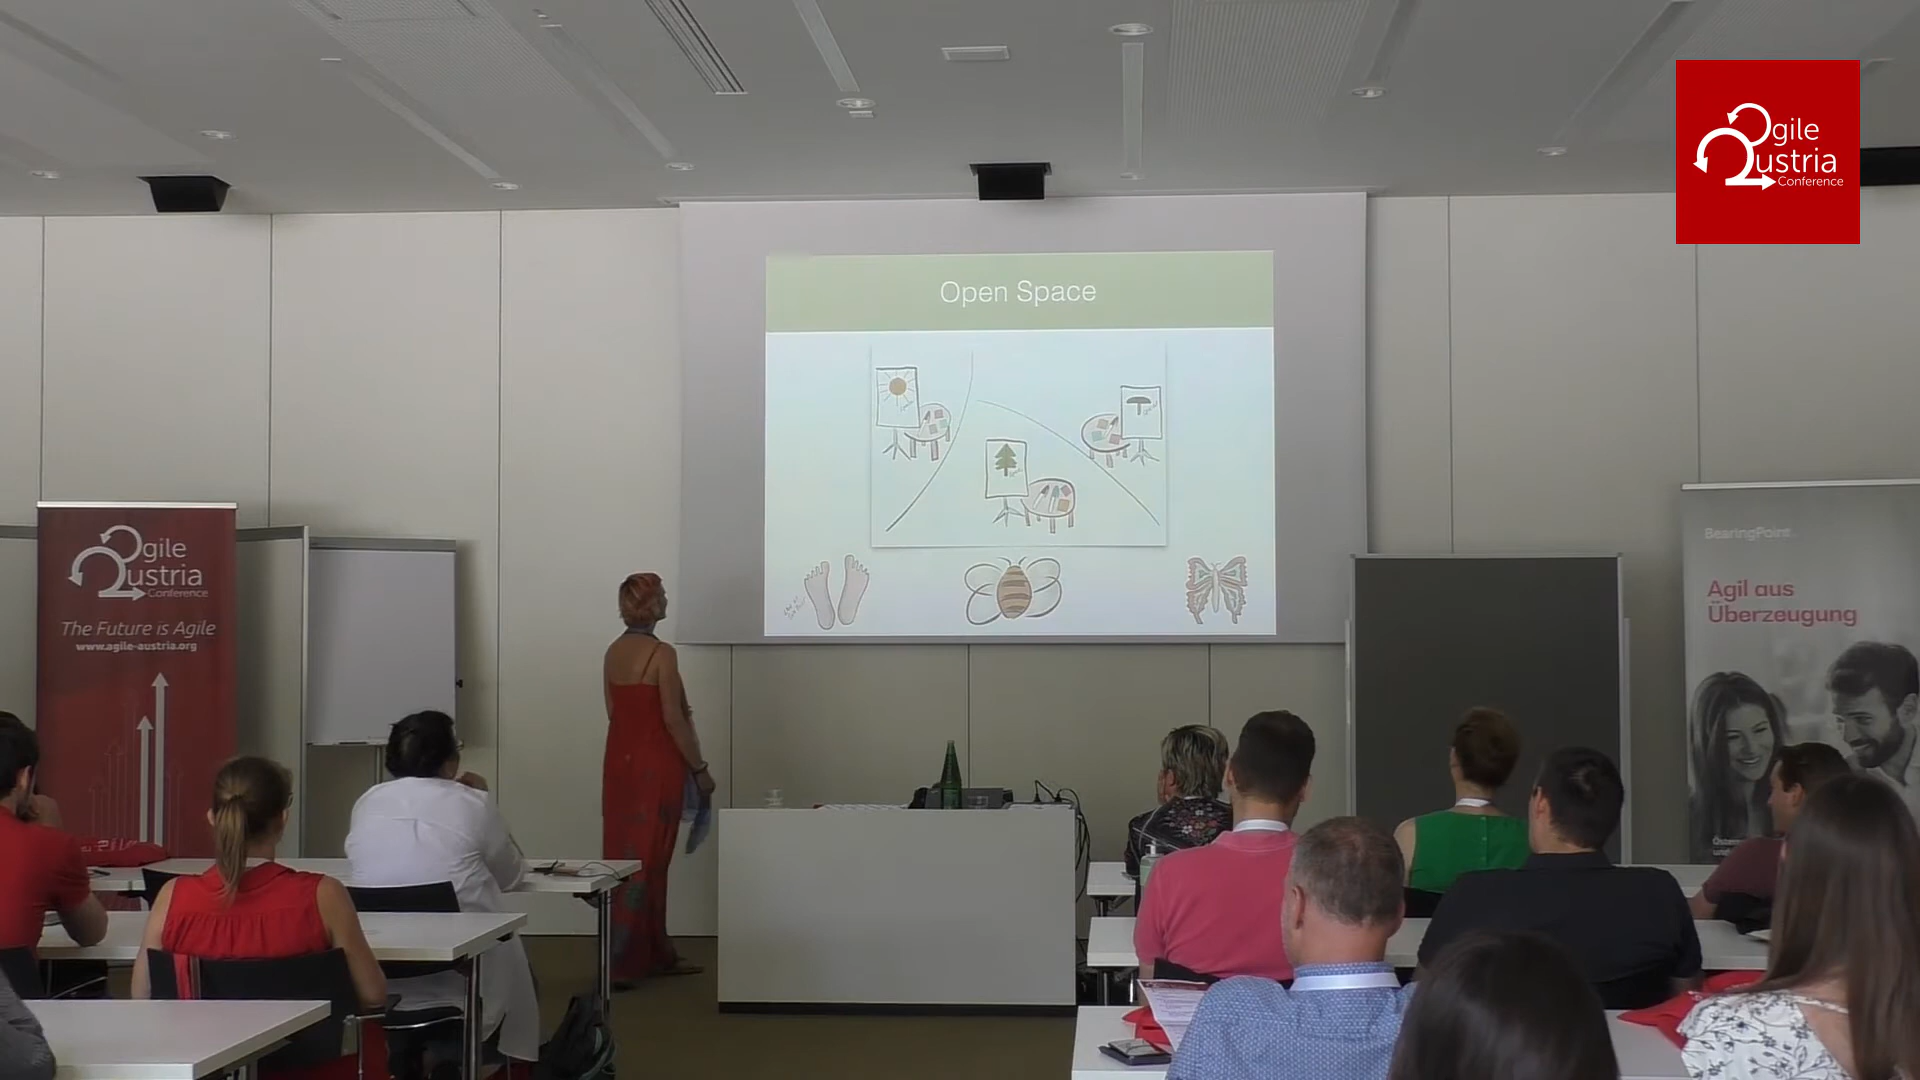 Agile
Austria
Conference
Open Space
Agile
Austria
Conference
The Future is Agile
www.agile-austria.org
BearingPoint
Agil aus
Überzeugung